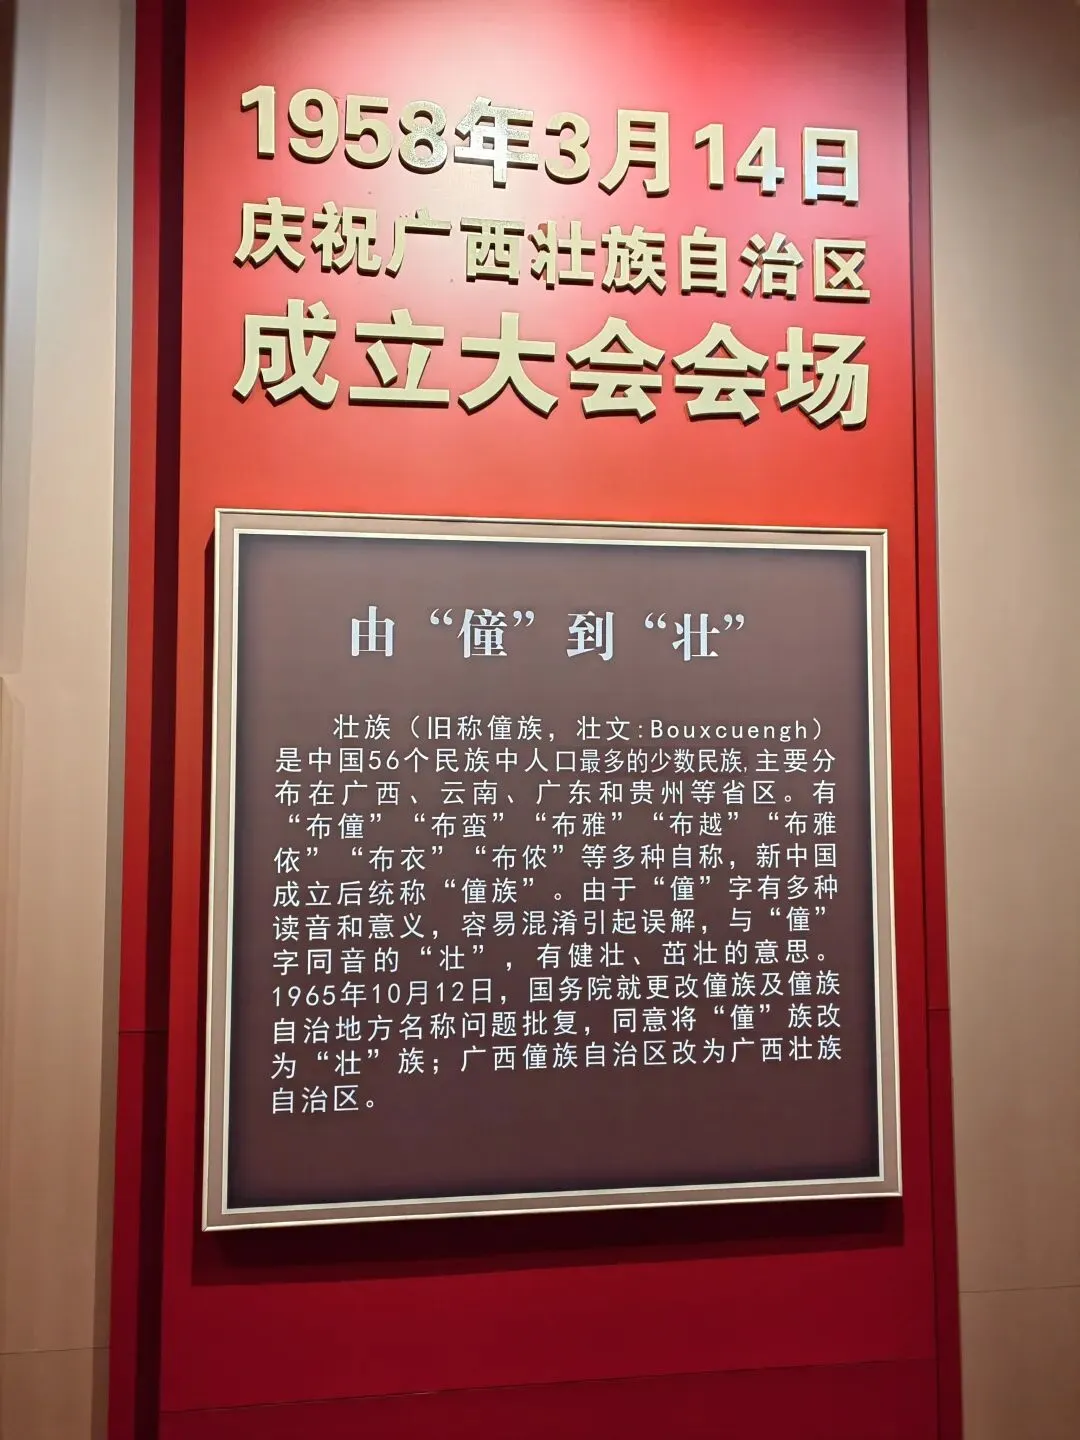 1958年3月14日
庆祝广西壮族自治区
成立大会会场
由“僮”到“壮”
壮族（旧称僮族，壮文:Bouxcuengh）
是中国56个民族中人口最多的少数民族,主要分
布在广西、云南、广东和贵州等省区。有
“布僮”“布蛮”“布雅”“布越”“布雅
依”“布衣”“布侬”等多种自称，新中国
成立后统称“僮族”。由于“僮”字有多种
读音和意义，容易混淆引起误解，与“僮”
字同音的“壮”，有健壮、茁壮的意思。
1965年10月12日，国务院就更改僮族及僮族
自治地方名称问题批复，同意将“僮”族改
为“壮”族；广西僮族自治区改为广西壮族
自治区。